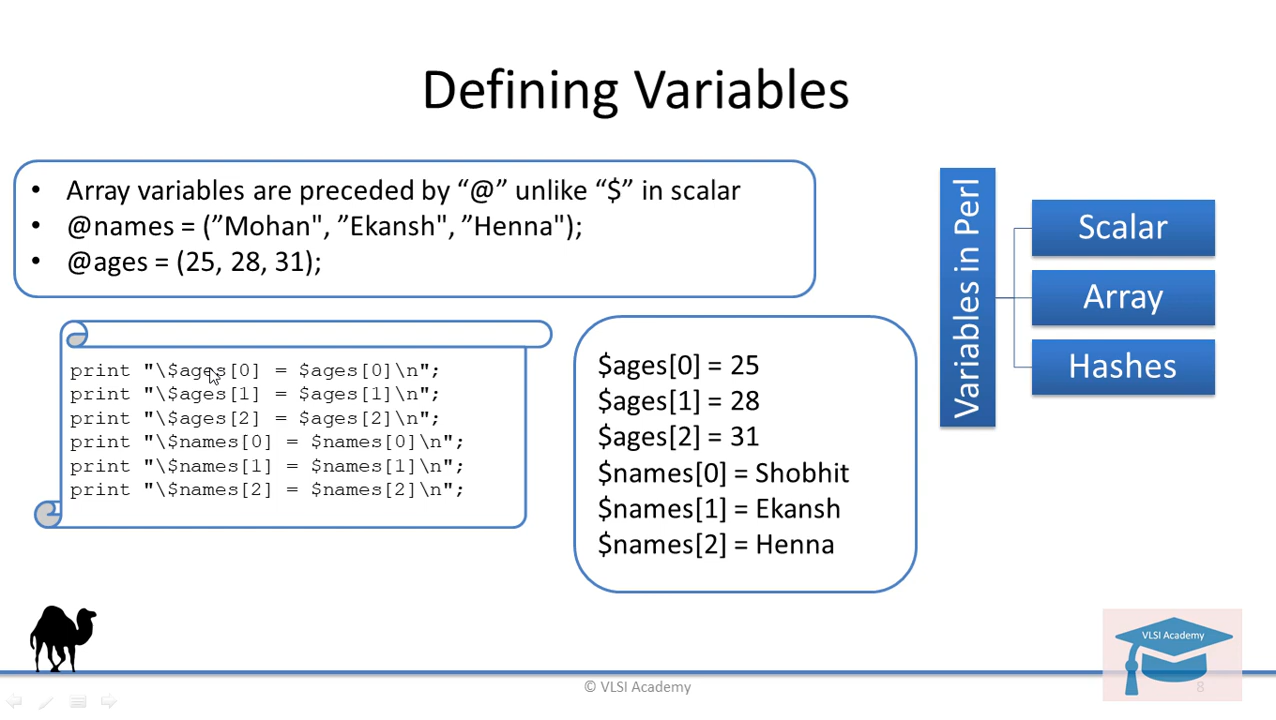 Defining Variables
• Array variables are preceded by “@” unlike “$” in scalar
• @names = (”Mohan", ”Ekansh", ”Henna");
• @ages = (25, 28, 31);
print "\$ages[0] = $ages[0]\n";
print "\$ages[1] = $ages[1]\n";
print "\$ages[2] = $ages[2]\n";
print "\$names[0] = $names[0]\n";
print "\$names[1] = $names[1]\n";
print "\$names[2] = $names[2]\n";
$ages[0] = 25
$ages[1] = 28
$ages[2] = 31
$names[0] = Shobhit
$names[1] = Ekansh
$names[2] = Henna
Variables in Perl
Scalar
Array
Hashes
VLSI Academy
© VLSI Academy
8